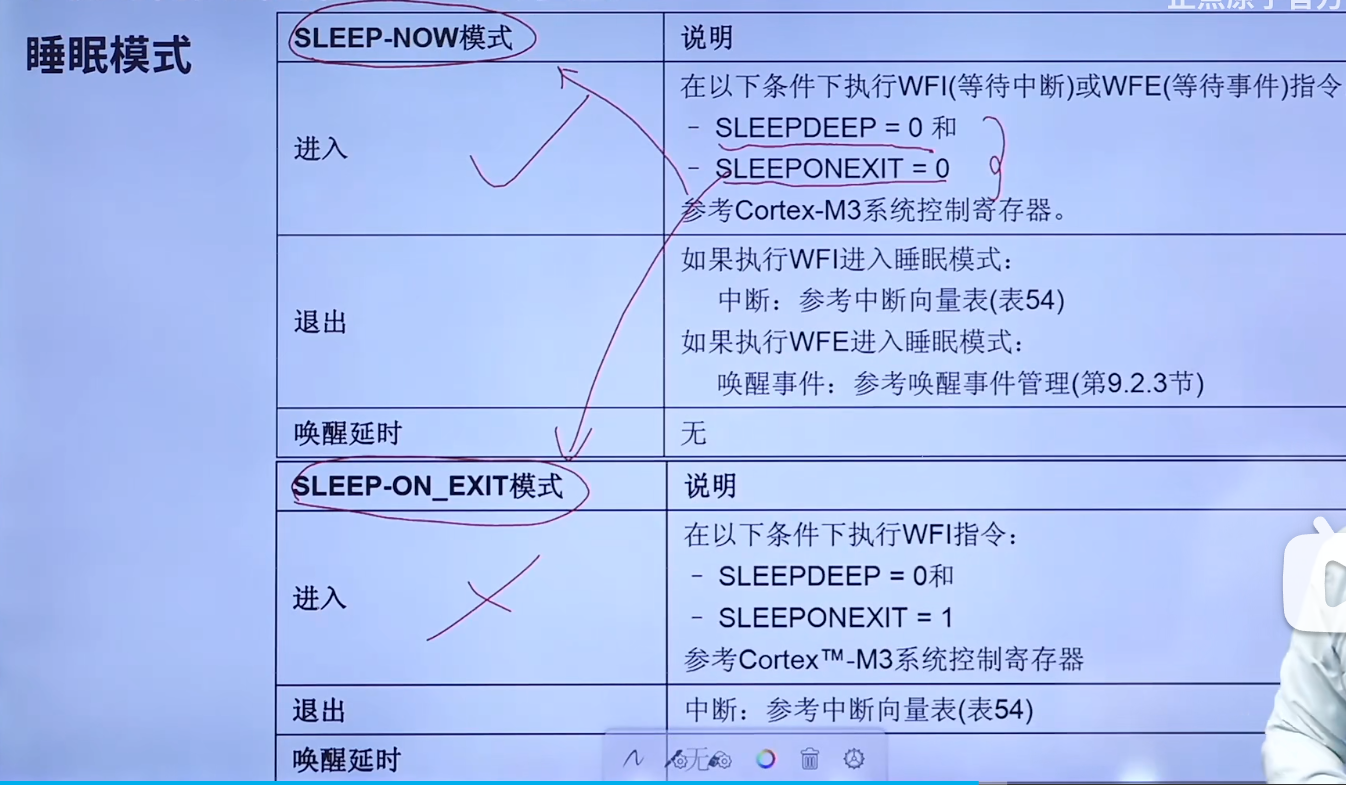 睡眠模式
SLEEP-NOW模式
说明
进入
在以下条件下执行WFI(等待中断)或WFE(等待事件)指令
- SLEEPDEEP = 0 和
- SLEEPONEXIT = 0
参考Cortex-M3系统控制寄存器。
退出
如果执行WFI进入睡眠模式：
中断：参考中断向量表(表54)
如果执行WFE进入睡眠模式：
唤醒事件：参考唤醒事件管理(第9.2.3节)
唤醒延时
无
SLEEP-ON_EXIT模式
说明
进入
在以下条件下执行WFI指令：
- SLEEPDEEP = 0和
- SLEEPONEXIT = 1
参考Cortex™-M3系统控制寄存器
退出
中断：参考中断向量表(表54)
唤醒延时
无